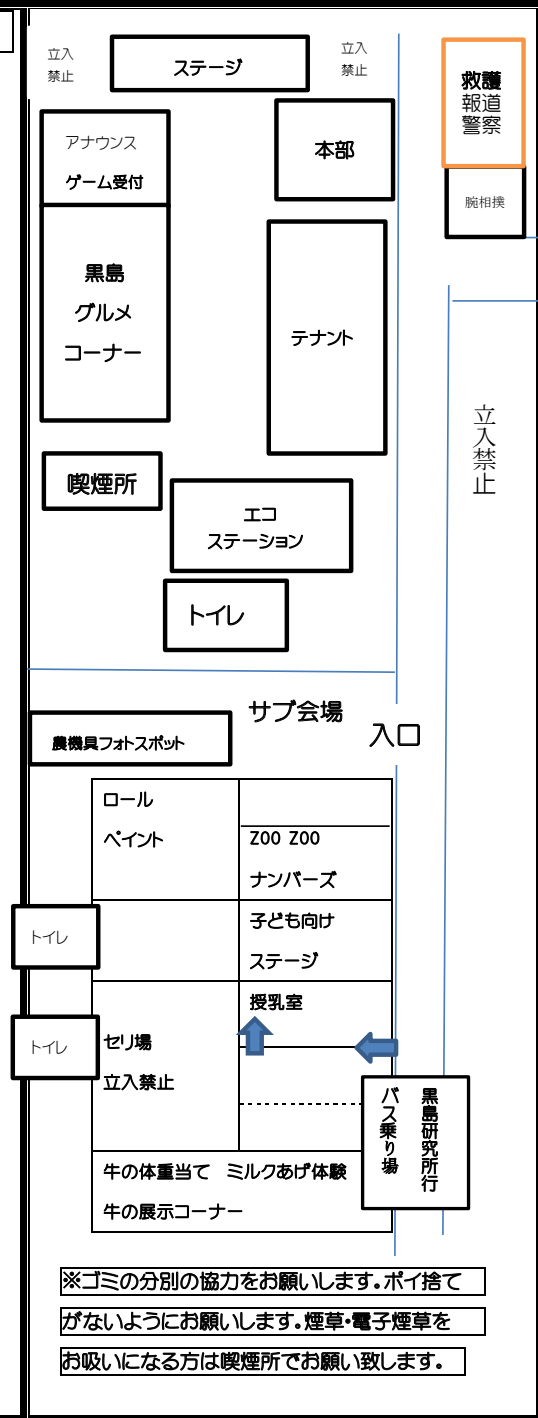 立入
禁止
ステージ
立入
禁止
救護
報道
警察
腕相撲
アナウンス
ゲーム受付
本部
黒島
グルメ
コーナー
テナント
立入禁止
喫煙所
エコ
ステーション
トイレ
サブ会場
入口
農機具フォトスポット
ロール
ペイント
ZOO ZOO
ナンバーズ
トイレ
子ども向け
ステージ
授乳室
トイレ
セリ場
立入禁止
黒島研究所行
バス乗り場
牛の体重当て　ミルクあげ体験
牛の展示コーナー
※ゴミの分別の協力をお願いします。ポイ捨て
がないようにお願いします。煙草・電子煙草を
お吸いになる方は喫煙所でお願い致します。